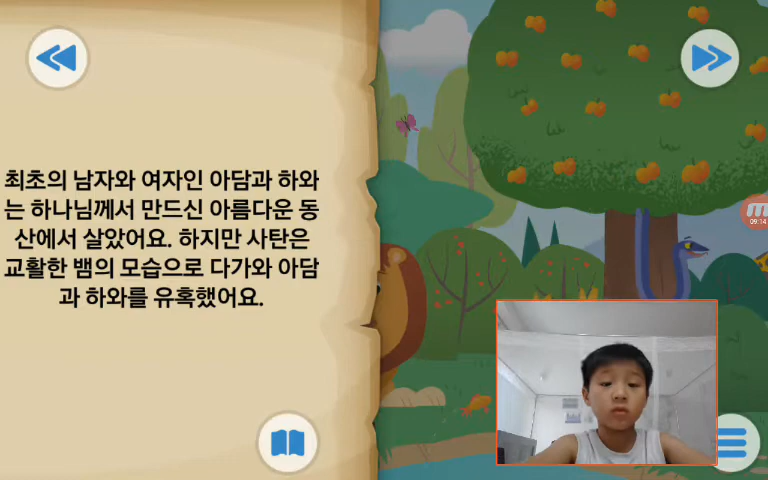 최초의 남자와 여자인 아담과 하와
는 하나님께서 만드신 아름다운 동
산에서 살았어요. 하지만 사탄은
교활한 뱀의 모습으로 다가와 아담
과 하와를 유혹했어요.
09:14